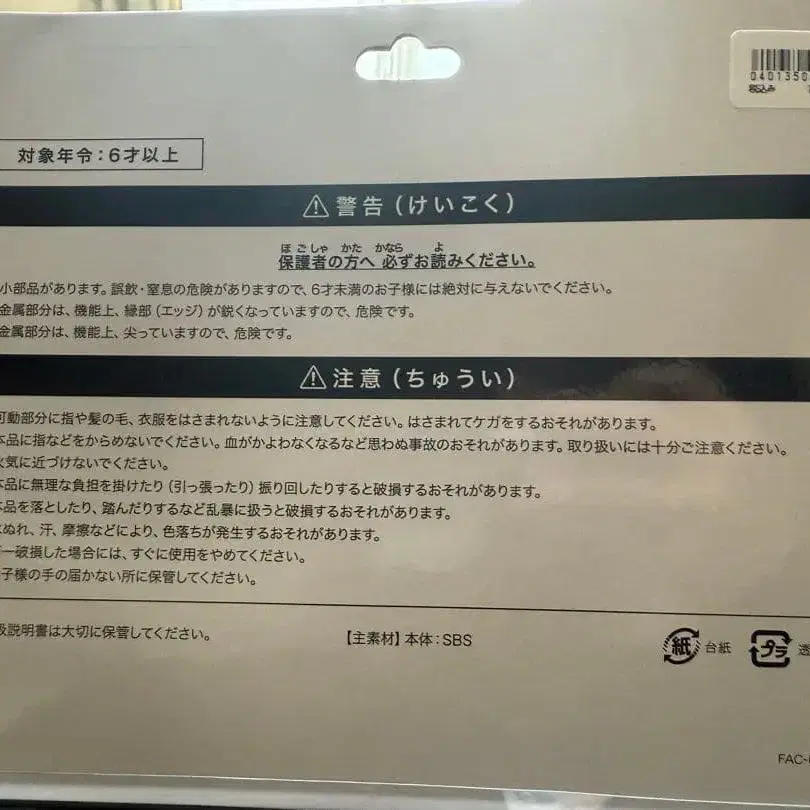 0401350
税込み
対象年令：6才以上
⚠警告（けいこく）
ほごしゃ かた かなら よ
保護者の方へ 必ずお読みください。
小部品があります。誤飲・窒息の危険がありますので、6才未満のお子様には絶対に与えないでください。
金属部分は、機能上、縁部（エッジ）が鋭くなっていますので、危険です。
金属部分は、機能上、尖っていますので、危険です。
⚠注意（ちゅうい）
可動部分に指や髪の毛、衣服をはさまれないように注意してください。はさまれてケガをするおそれがあります。
本品に指などをからめないでください。血がかよわなくなるなど思わぬ事故のおそれがあります。取り扱いには十分ご注意ください。
火気に近づけないでください。
本品に無理な負担を掛けたり（引っ張ったり）振り回したりすると破損するおそれがあります。
本品を落としたり、踏んだりするなど乱暴に扱うと破損するおそれがあります。
水ぬれ、汗、摩擦などにより、色落ちが発生するおそれがあります。
一破損した場合には、すぐに使用をやめてください。
子様の手の届かない所に保管してください。
扱説明書は大切に保管してください。
【主素材】本体：SBS
紙 台紙
プラ 透
FAC-